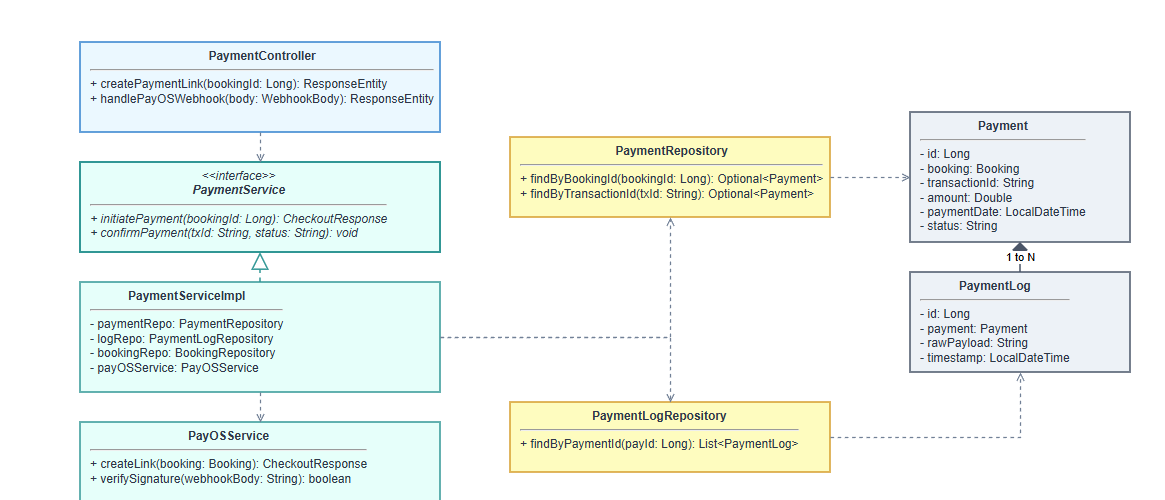 PaymentController
+ createPaymentLink(bookingId: Long): ResponseEntity
+ handlePayOSWebhook(body: WebhookBody): ResponseEntity
<<interface>>
PaymentService
+ initiatePayment(bookingId: Long): CheckoutResponse
+ confirmPayment(txId: String, status: String): void
PaymentServiceImpl
- paymentRepo: PaymentRepository
- logRepo: PaymentLogRepository
- bookingRepo: BookingRepository
- payOSService: PayOSService
PayOSService
+ createLink(booking: Booking): CheckoutResponse
+ verifySignature(webhookBody: String): boolean
PaymentRepository
+ findByBookingId(bookingId: Long): Optional<Payment>
+ findByTransactionId(txId: String): Optional<Payment>
PaymentLogRepository
+ findByPaymentId(payId: Long): List<PaymentLog>
Payment
- id: Long
- booking: Booking
- transactionId: String
- amount: Double
- paymentDate: LocalDateTime
- status: String
1 to N
PaymentLog
- id: Long
- payment: Payment
- rawPayload: String
- timestamp: LocalDateTime